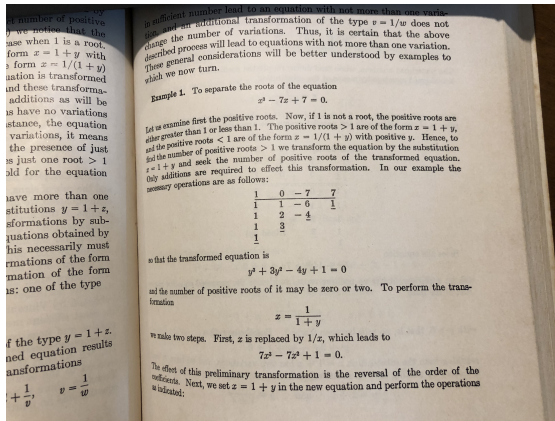 of number of positive
) we notice that the
ase when 1 is a root.
form x = 1 + y with
form x = 1/(1 + y)
uation is transformed
nd these transforma-
additions as will be
s have no variations
stance, the equation
variations, it means
the presence of just
s just one root > 1
old for the equation
have more than one
stitutions y = 1 + z,
sformations by sub-
quations obtained by
This necessarily must
rmations of the form
mation of the form
s: one of the type
of the type y = 1 + z.
ned equation results
ansformations
+ 1/v, v = 1/w
sufficient number lead to an equation with not more than one varia-
tion, and an additional transformation of the type v = 1/w does not
change the number of variations. Thus, it is certain that the above
described process will lead to equations with not more than one variation.
These general considerations will be better understood by examples to
which we now turn.
Example 1. To separate the roots of the equation
x³ − 7x + 7 = 0.
Let us examine first the positive roots. Now, if 1 is not a root, the positive roots are
either greater than 1 or less than 1. The positive roots > 1 are of the form x = 1 + y,
and the positive roots < 1 are of the form x = 1/(1 + y) with positive y. Hence, to
find the number of positive roots > 1 we transform the equation by the substitution
x = 1 + y and seek the number of positive roots of the transformed equation.
Only additions are required to effect this transformation. In our example the
necessary operations are as follows:
1 0 − 7 7
1 1 − 6 1
1 2 − 4
1 3
1
so that the transformed equation is
y³ + 3y² − 4y + 1 = 0
and the number of positive roots of it may be zero or two. To perform the trans-
formation
x = 1/(1 + y)
we make two steps. First, x is replaced by 1/x, which leads to
7x³ − 7x² + 1 = 0.
The effect of this preliminary transformation is the reversal of the order of the
coefficients. Next, we set x = 1 + y in the new equation and perform the operations
as indicated: